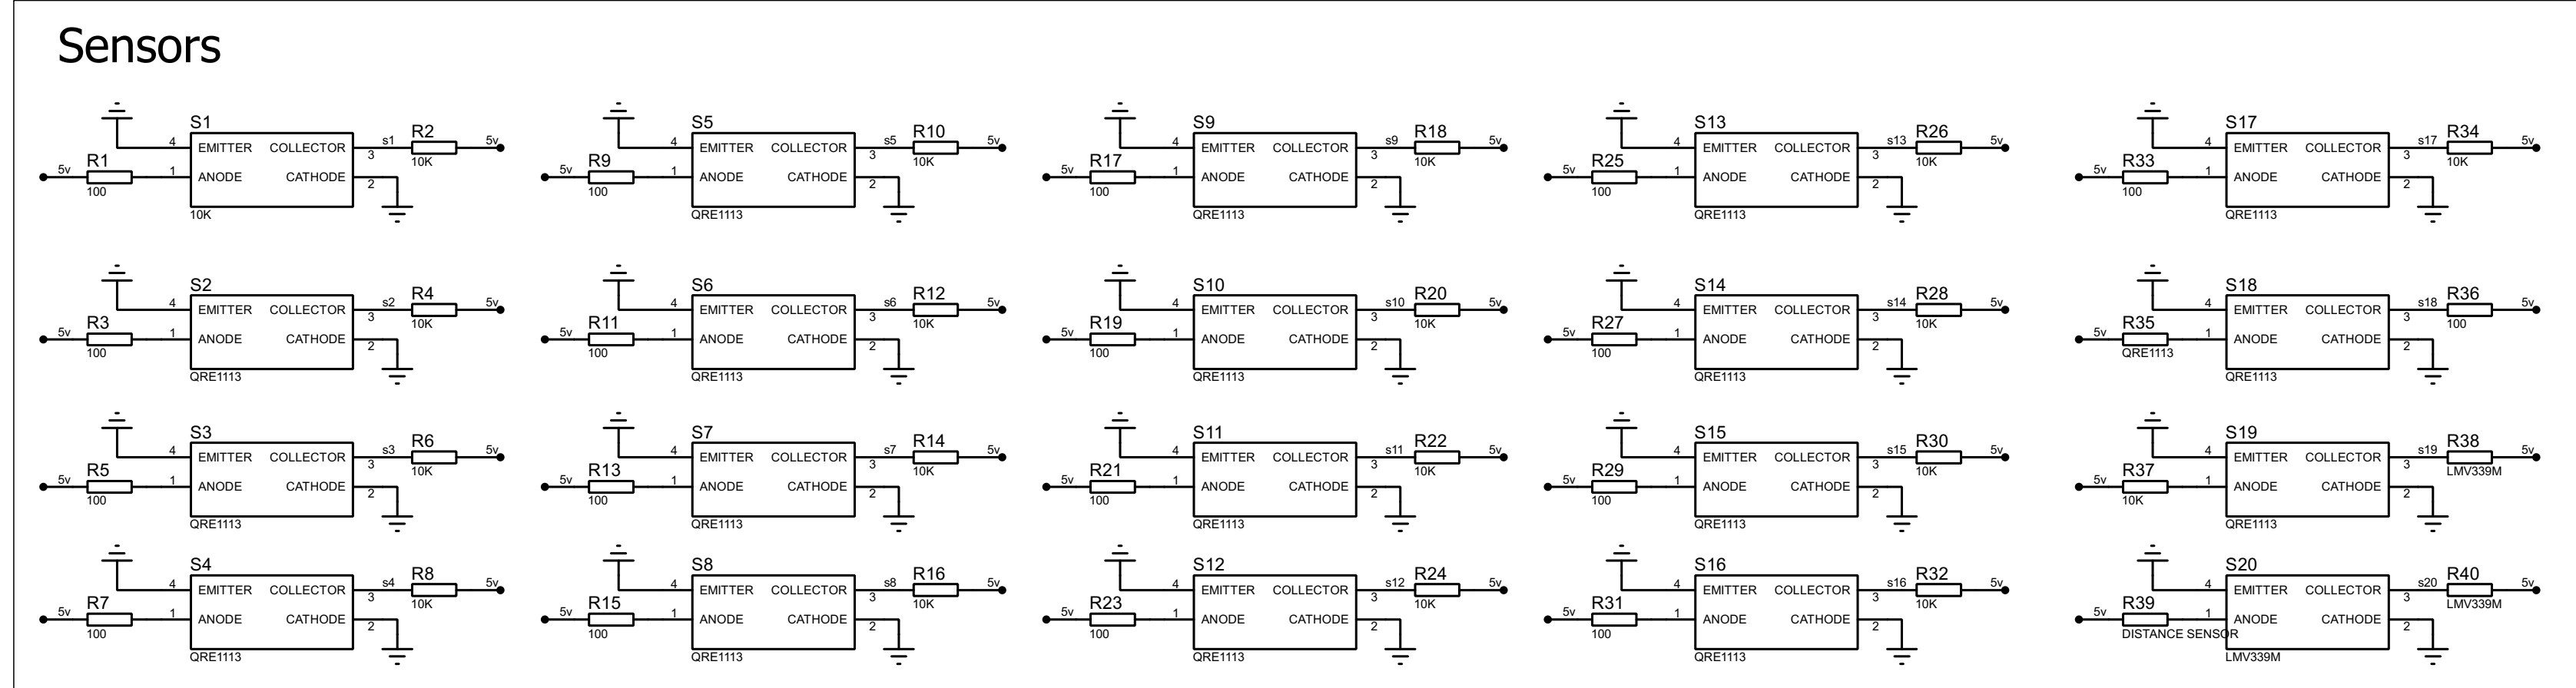 Sensors
S1 S5 S9 S13 S17
4 EMITTER COLLECTOR s1 R2 5v 4 EMITTER COLLECTOR s5 R10 5v 4 EMITTER COLLECTOR s9 R18 5v 4 EMITTER COLLECTOR s13 R26 5v 4 EMITTER COLLECTOR s17 R34 5v
3 10K 3 10K 3 10K 3 10K 3 10K
5v R1 1 ANODE CATHODE 2 5v R9 1 ANODE CATHODE 2 5v R17 1 ANODE CATHODE 2 5v R25 1 ANODE CATHODE 2 5v R33 1 ANODE CATHODE 2
100 100 100 100 100
10K QRE1113 QRE1113 QRE1113 QRE1113
S2 S6 S10 S14 S18
4 EMITTER COLLECTOR s2 R4 5v 4 EMITTER COLLECTOR s6 R12 5v 4 EMITTER COLLECTOR s10 R20 5v 4 EMITTER COLLECTOR s14 R28 5v 4 EMITTER COLLECTOR s18 R36 5v
3 10K 3 10K 3 10K 3 10K 3 100
5v R3 1 ANODE CATHODE 2 5v R11 1 ANODE CATHODE 2 5v R19 1 ANODE CATHODE 2 5v R27 1 ANODE CATHODE 2 5v R35 1 ANODE CATHODE 2
100 100 100 100 QRE1113
QRE1113 QRE1113 QRE1113 QRE1113 QRE1113
S3 S7 S11 S15 S19
4 EMITTER COLLECTOR s3 R6 5v 4 EMITTER COLLECTOR s7 R14 5v 4 EMITTER COLLECTOR s11 R22 5v 4 EMITTER COLLECTOR s15 R30 5v 4 EMITTER COLLECTOR s19 R38 5v
3 10K 3 10K 3 10K 3 10K 3 LMV339M
5v R5 1 ANODE CATHODE 2 5v R13 1 ANODE CATHODE 2 5v R21 1 ANODE CATHODE 2 5v R29 1 ANODE CATHODE 2 5v R37 1 ANODE CATHODE 2
100 100 100 100 10K
QRE1113 QRE1113 QRE1113 QRE1113 QRE1113
S4 S8 S12 S16 S20
4 EMITTER COLLECTOR s4 R8 5v 4 EMITTER COLLECTOR s8 R16 5v 4 EMITTER COLLECTOR s12 R24 5v 4 EMITTER COLLECTOR s16 R32 5v 4 EMITTER COLLECTOR s20 R40 5v
3 10K 3 10K 3 10K 3 10K 3 LMV339M
5v R7 1 ANODE CATHODE 2 5v R15 1 ANODE CATHODE 2 5v R23 1 ANODE CATHODE 2 5v R31 1 ANODE CATHODE 2 5v R39 1 ANODE CATHODE 2
100 100 100 100 DISTANCE SENSOR
QRE1113 QRE1113 QRE1113 QRE1113 LMV339M